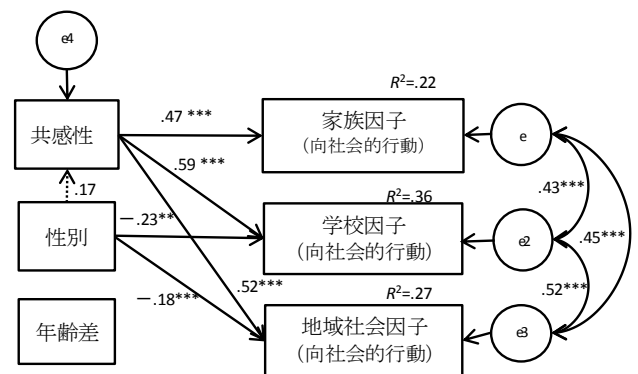 e4
R²=.22
共感性
.47 ***
家族因子
(向社会的行動)
e
.59 ***
.17
.43***
R²=.36
性別
－.23**
学校因子
(向社会的行動)
e2
.45***
－.18***
.52***
R²=.27
.52***
年齢差
地域社会因子
(向社会的行動)
e3